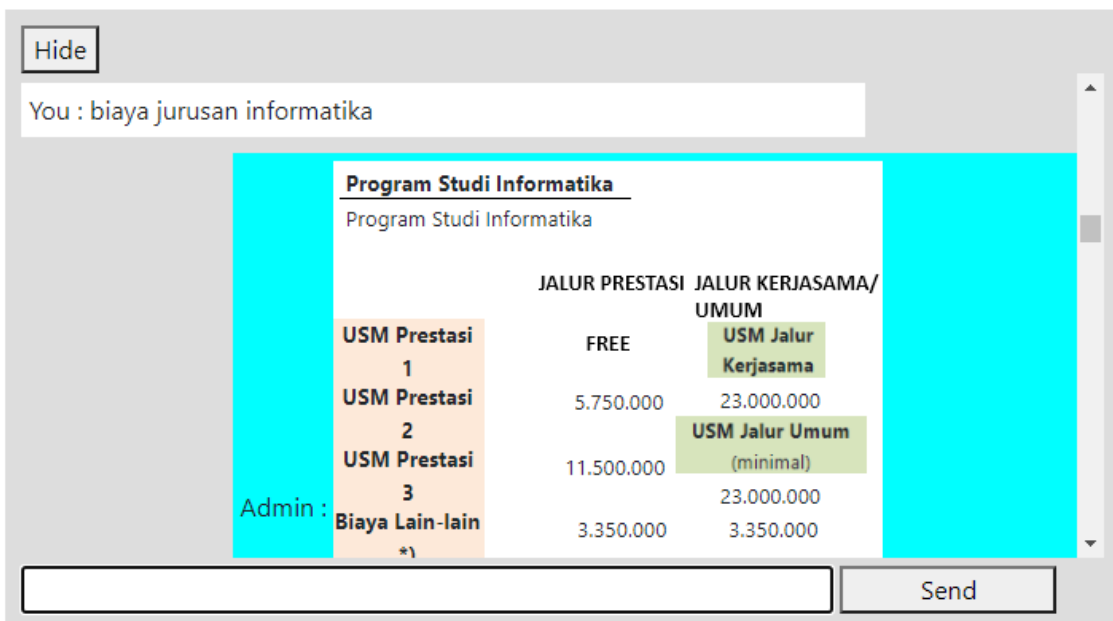 Hide
You : biaya jurusan informatika
Program Studi Informatika
Program Studi Informatika
JALUR PRESTASI JALUR KERJASAMA/
UMUM
USM Prestasi
1
FREE
USM Jalur
Kerjasama
USM Prestasi
2
5.750.000
23.000.000
USM Prestasi
3
11.500.000
USM Jalur Umum
(minimal)
23.000.000
Admin :
Biaya Lain-lain
*)
3.350.000
3.350.000
Send